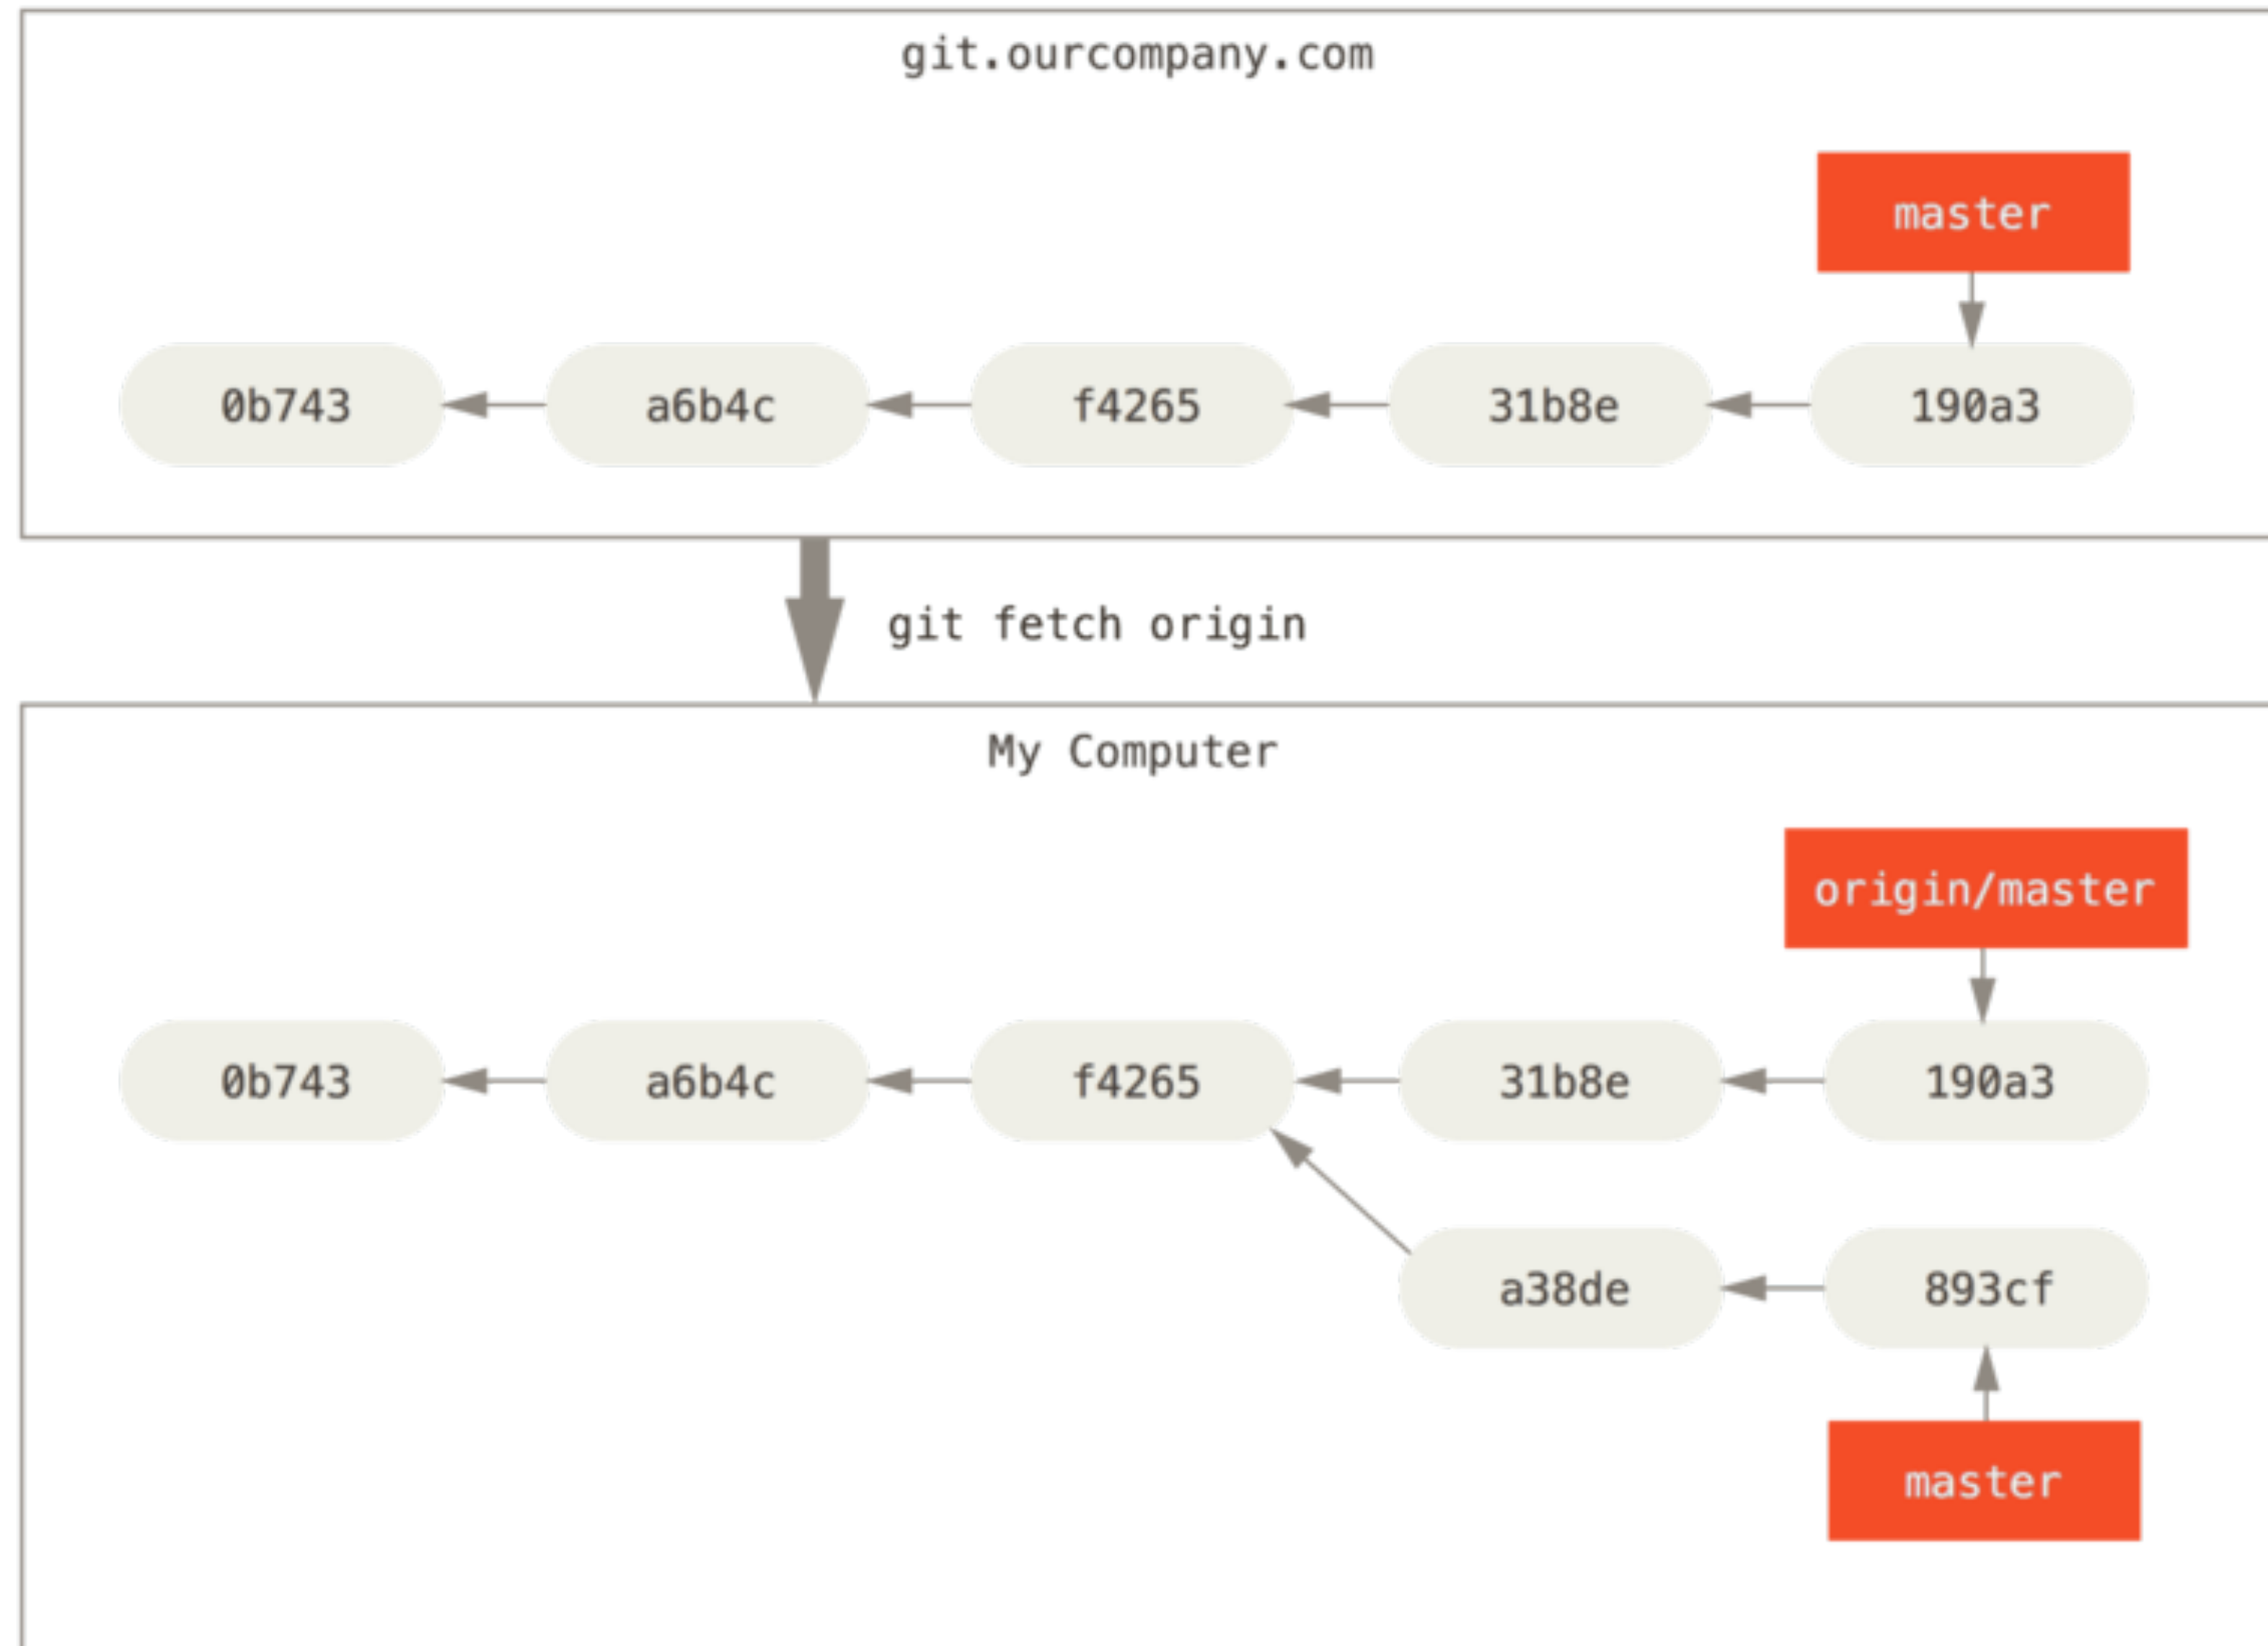 git.ourcompany.com
master
0b743 a6b4c f4265 31b8e 190a3
git fetch origin
My Computer
origin/master
0b743 a6b4c f4265 31b8e 190a3
a38de 893cf
master